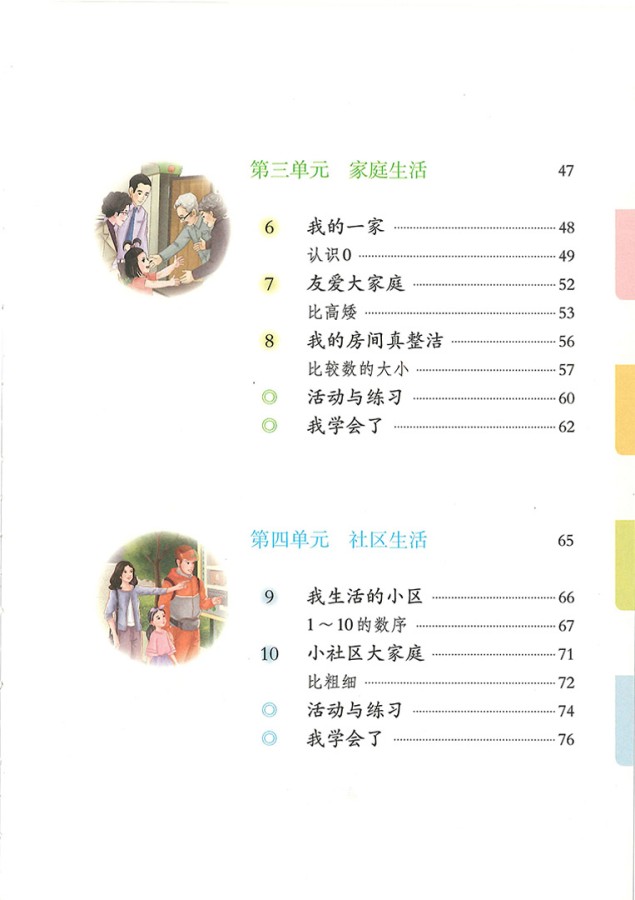 第三单元 家庭生活 47
6 我的一家 48
认识0 49
7 友爱大家庭 52
比高矮 53
8 我的房间真整洁 56
比较数的大小 57
◎ 活动与练习 60
◎ 我学会了 62
第四单元 社区生活 65
9 我生活的小区 66
1～10的数序 67
10 小社区大家庭 71
比粗细 72
◎ 活动与练习 74
◎ 我学会了 76